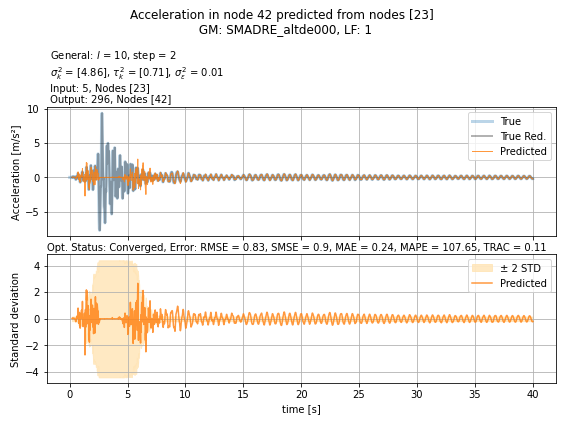 Acceleration in node 42 predicted from nodes [23]
GM: SMADRE_altde000, LF: 1
General: l = 10, step = 2
σ²ₖ = [4.86], τ²ₖ = [0.71], σ²ε = 0.01
Input: 5, Nodes [23]
Output: 296, Nodes [42]
10
5
0
−5
Acceleration [m/s²]
True
True Red.
Predicted
Opt. Status: Converged, Error: RMSE = 0.83, SMSE = 0.9, MAE = 0.24, MAPE = 107.65, TRAC = 0.11
4
2
0
−2
−4
Standard deviation
± 2 STD
Predicted
0 5 10 15 20 25 30 35 40
time [s]